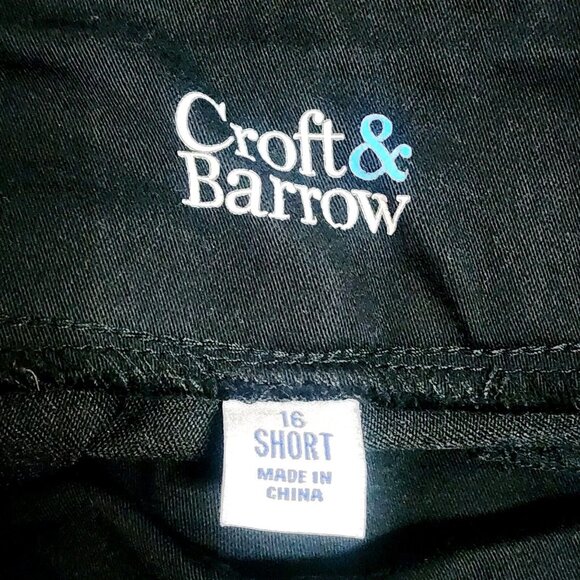 Croft&
Barrow
16
SHORT
MADE IN
CHINA